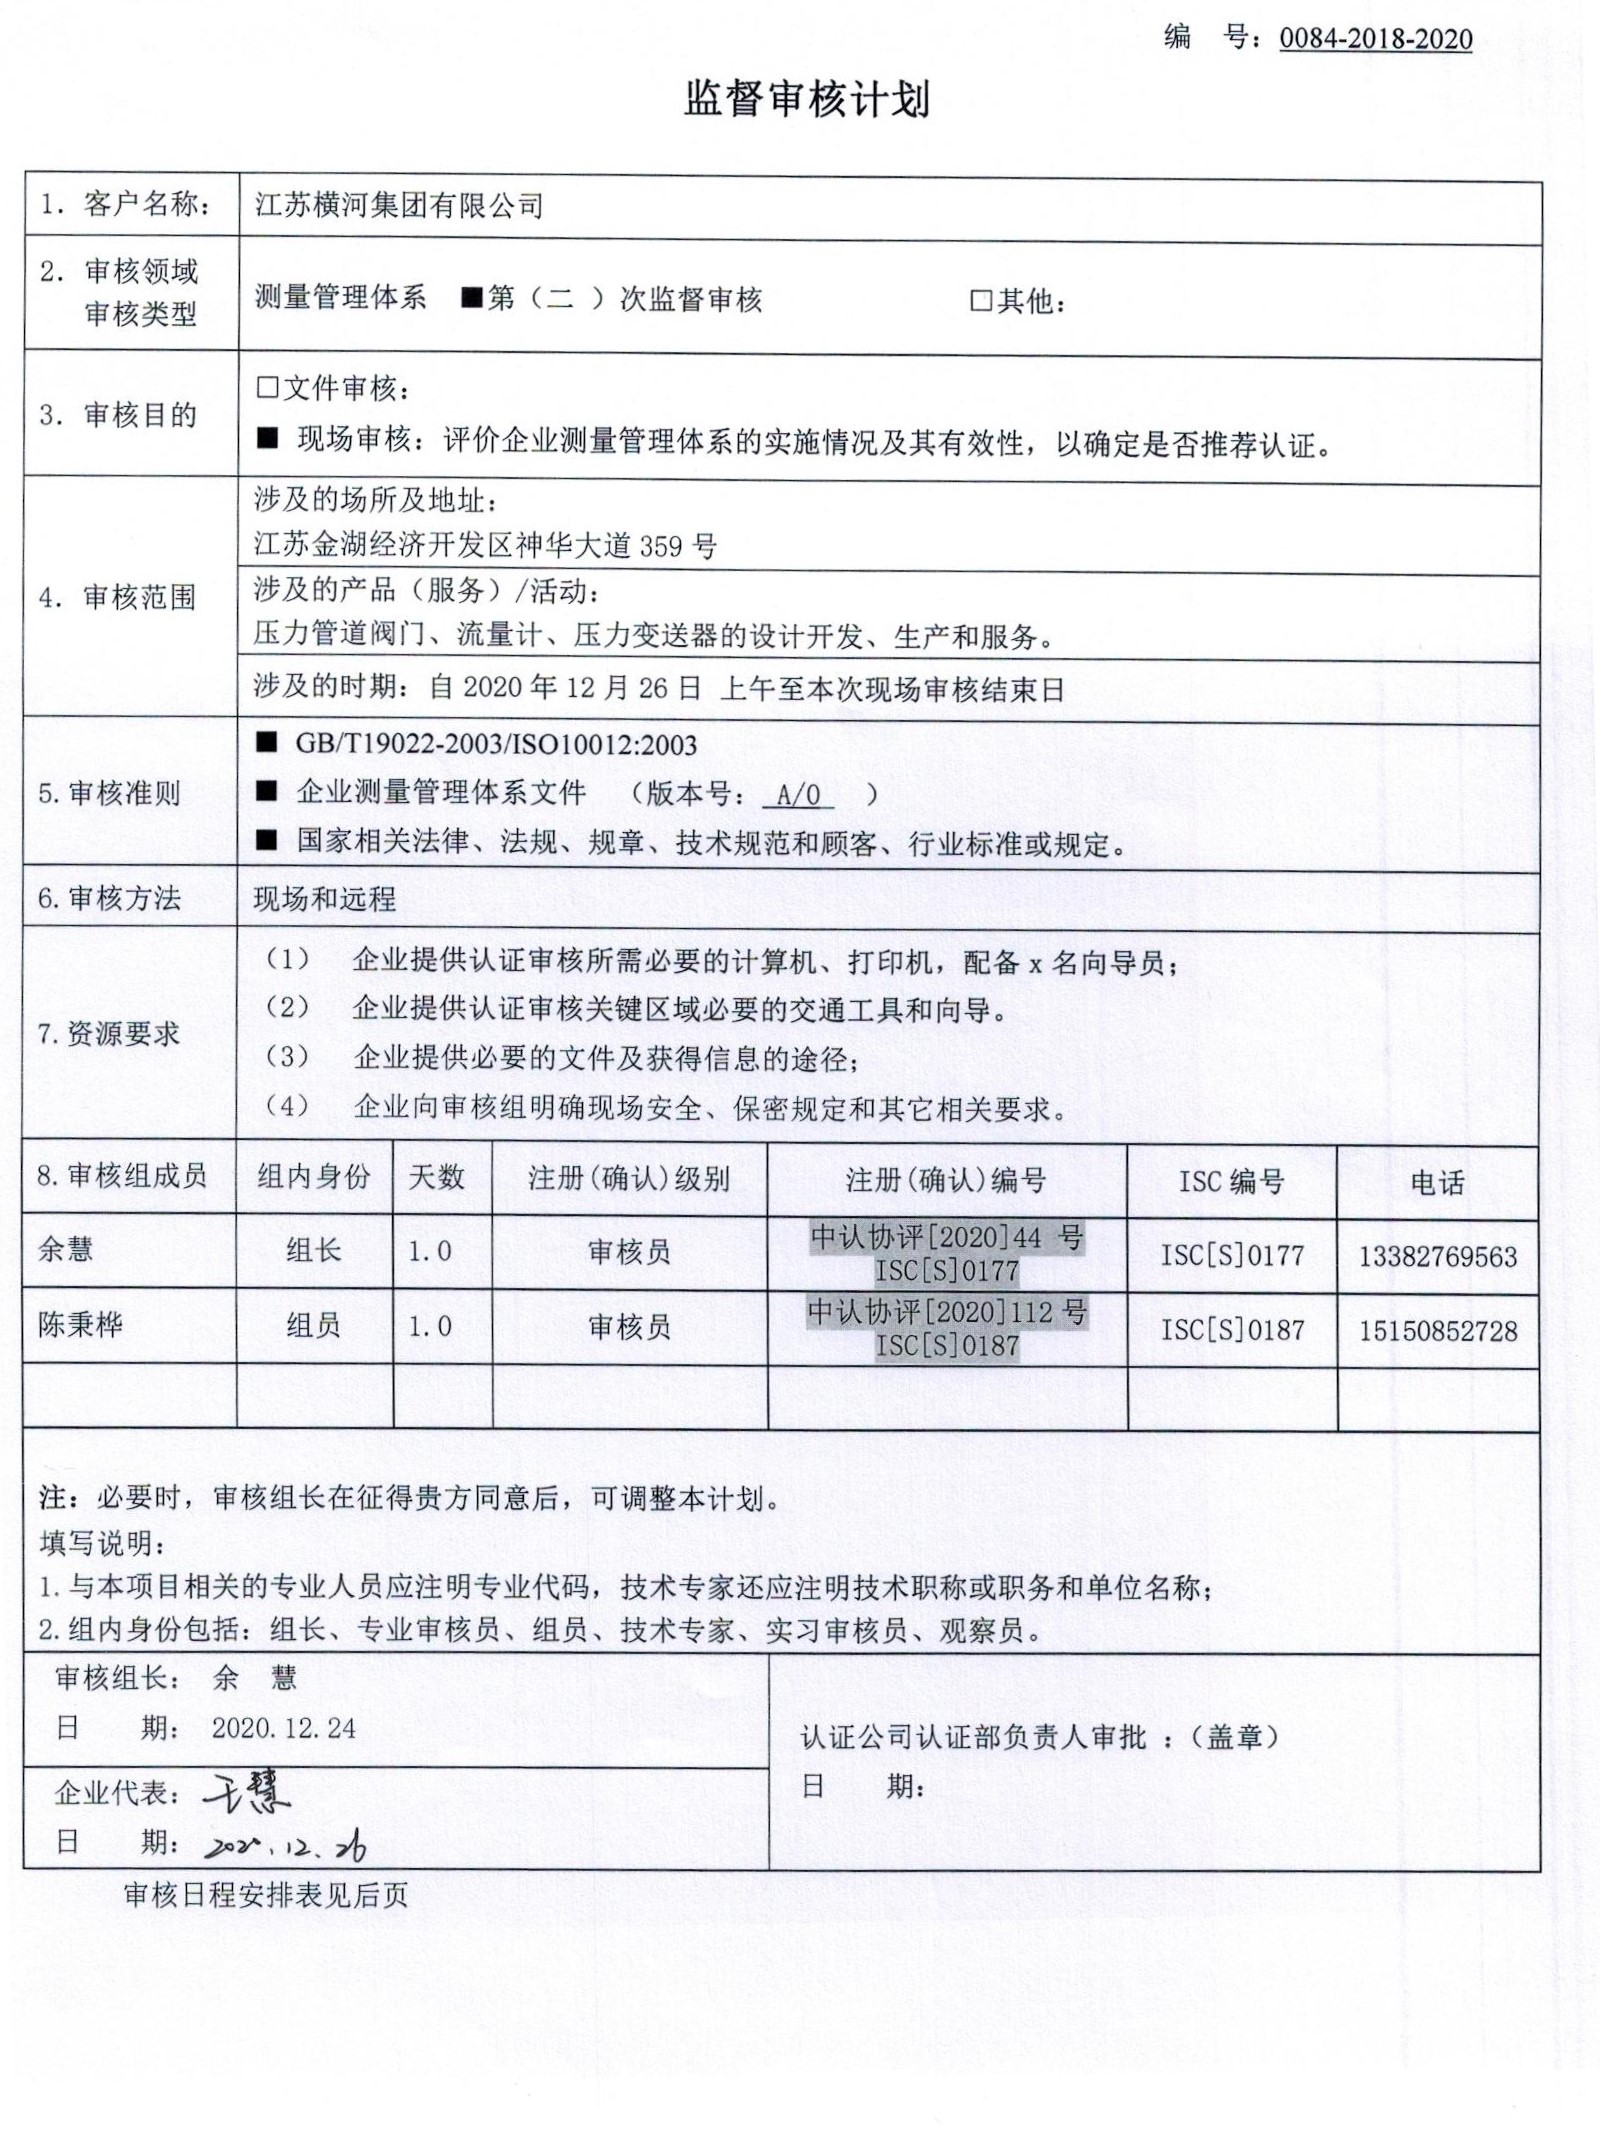 编 号：0084-2018-2020
监督审核计划
1. 客户名称：
江苏横河集团有限公司
2. 审核领域
审核类型
测量管理体系 ■第（二 ）次监督审核 □其他：
3. 审核目的
□文件审核：
■ 现场审核：评价企业测量管理体系的实施情况及其有效性，以确定是否推荐认证。
4. 审核范围
涉及的场所及地址：
江苏金湖经济开发区神华大道 359 号
涉及的产品（服务）/活动：
压力管道阀门、流量计、压力变送器的设计开发、生产和服务。
涉及的时期：自 2020 年 12 月 26 日 上午至本次现场审核结束日
5.审核准则
■ GB/T19022-2003/ISO10012:2003
■ 企业测量管理体系文件 （版本号： A/0 ）
■ 国家相关法律、法规、规章、技术规范和顾客、行业标准或规定。
6.审核方法
现场和远程
7.资源要求
（1） 企业提供认证审核所需必要的计算机、打印机，配备 x 名向导员；
（2） 企业提供认证审核关键区域必要的交通工具和向导。
（3） 企业提供必要的文件及获得信息的途径；
（4） 企业向审核组明确现场安全、保密规定和其它相关要求。
8.审核组成员 组内身份 天数 注册(确认)级别 注册(确认)编号 ISC 编号 电话
余慧 组长 1.0 审核员 中认协评[2020]44 号 ISC[S]0177 13382769563
ISC[S]0177
陈秉桦 组员 1.0 审核员 中认协评[2020]112 号 ISC[S]0187 15150852728
ISC[S]0187
注：必要时，审核组长在征得贵方同意后，可调整本计划。
填写说明：
1.与本项目相关的专业人员应注明专业代码，技术专家还应注明技术职称或职务和单位名称；
2.组内身份包括：组长、专业审核员、组员、技术专家、实习审核员、观察员。
审核组长： 余 慧
日 期： 2020.12.24
企业代表：
日 期： 2020.12.26
认证公司认证部负责人审批 ：（盖章）
日 期：
审核日程安排表见后页